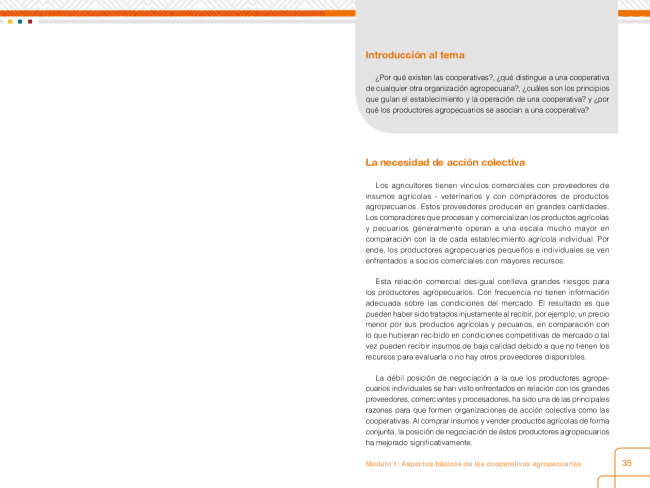 Introducción al tema
¿Por qué existen las cooperativas?, ¿qué distingue a una cooperativa
de cualquier otra organización agropecuaria?, ¿cuáles son los principios
que guían el establecimiento y la operación de una cooperativa? y ¿por
qué los productores agropecuarios se asocian a una cooperativa?
La necesidad de acción colectiva
Los agricultores tienen vínculos comerciales con proveedores de
insumos agrícolas - veterinarios y con compradores de productos
agropecuarios. Estos proveedores producen en grandes cantidades.
Los compradores que procesan y comercializan los productos agrícolas
y pecuarios generalmente operan a una escala mucho mayor en
comparación con la de cada establecimiento agrícola individual. Por
ende, los productores agropecuarios pequeños e individuales se ven
enfrentados a socios comerciales con mayores recursos.
Esta relación comercial desigual conlleva grandes riesgos para
los productores agropecuarios. Con frecuencia no tienen información
adecuada sobre las condiciones del mercado. El resultado es que
pueden haber sido tratados injustamente al recibir, por ejemplo, un precio
menor por sus productos agrícolas y pecuarios, en comparación con
lo que hubieran recibido en condiciones competitivas de mercado o tal
vez pueden recibir insumos de baja calidad debido a que no tienen los
recursos para evaluarla o no hay otros proveedores disponibles.
La débil posición de negociación a la que los productores agrope-
cuarios individuales se han visto enfrentados en relación con los grandes
proveedores, comerciantes y procesadores, ha sido una de las principales
razones para que formen organizaciones de acción colectiva como las
cooperativas. Al comprar insumos y vender productos agrícolas de forma
conjunta, la posición de negociación de éstos productores agropecuarios
ha mejorado significativamente.
Modulo 1: Aspectos básicos de las cooperativas agropecuarias
35